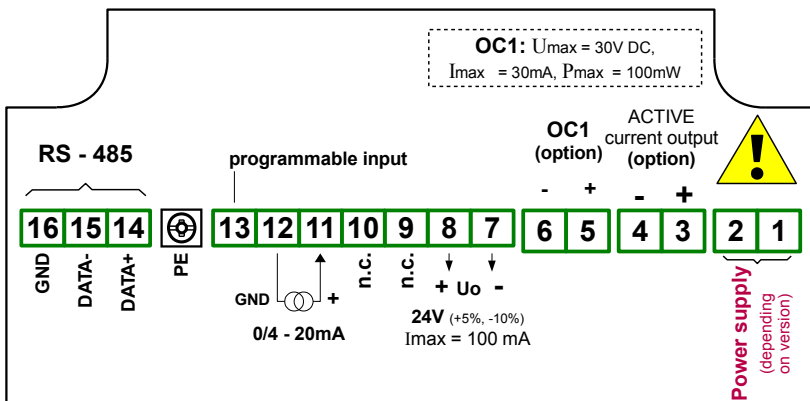 OC1: Umax = 30V DC,
Imax = 30mA, Pmax = 100mW
RS - 485
programmable input
OC1
(option)
- +
ACTIVE
current output
(option)
- +
!
16 15 14
PE
13 12 11 10 9 8 7
6 5
4 3
2 1
GND
DATA-
DATA+
GND +
0/4 - 20mA
n.c.
n.c.
+ Uo -
24V (+5%, -10%)
Imax = 100 mA
Power supply
(depending
on version)